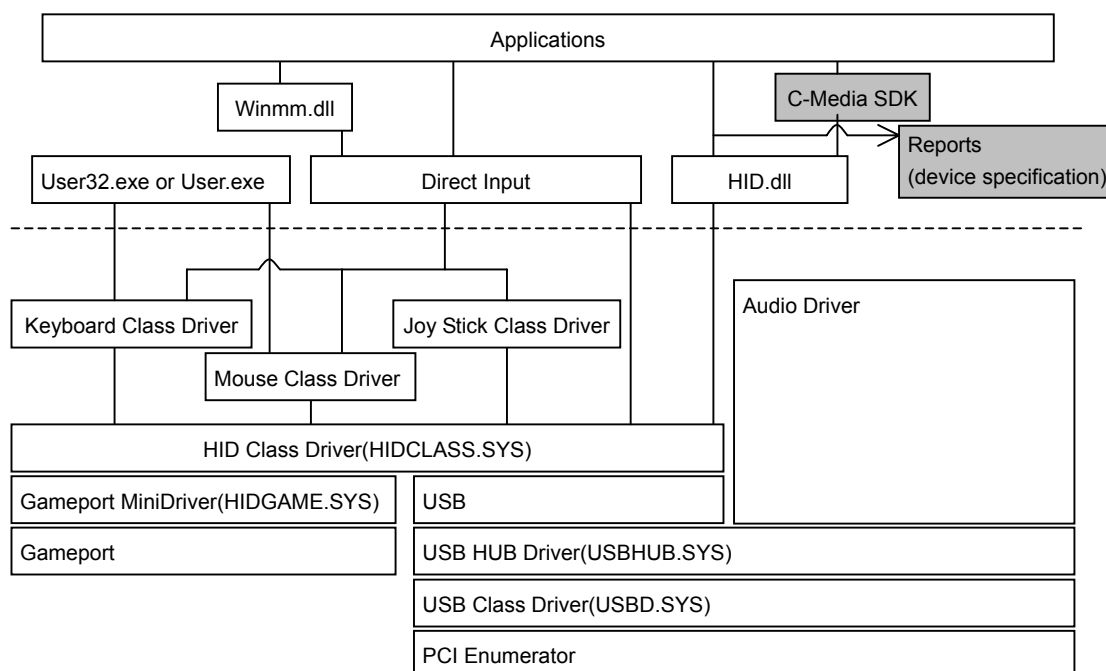 Applications
C-Media SDK
Winmm.dll
Reports
(device specification)
User32.exe or User.exe
Direct Input
HID.dll
Keyboard Class Driver
Joy Stick Class Driver
Audio Driver
Mouse Class Driver
HID Class Driver(HIDCLASS.SYS)
Gameport MiniDriver(HIDGAME.SYS)
USB
Gameport
USB HUB Driver(USBHUB.SYS)
USB Class Driver(USBD.SYS)
PCI Enumerator